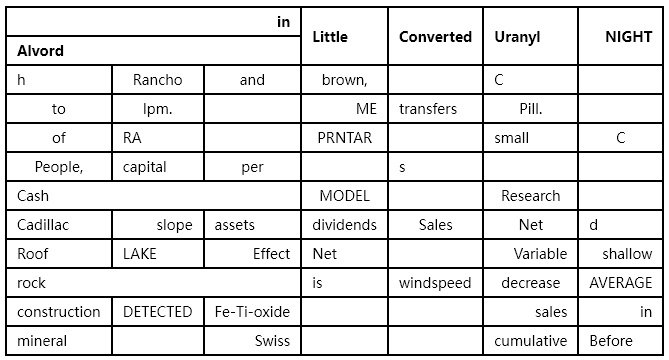 in Little Converted Uranyl NIGHT
Alvord
h Rancho and brown, C
to lpm. ME transfers Pill.
of RA PRNTAR small C
People, capital per s
Cash MODEL Research
Cadillac slope assets dividends Sales Net d
Roof LAKE Effect Net Variable shallow
rock is windspeed decrease AVERAGE
construction DETECTED Fe-Ti-oxide sales in
mineral Swiss cumulative Before